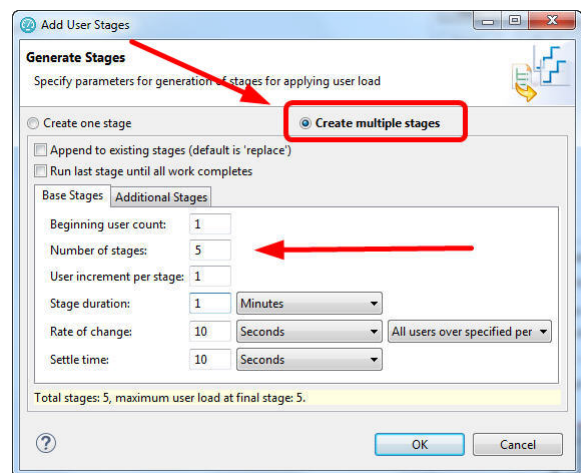 Add User Stages
Generate Stages
Specify parameters for generation of stages for applying user load
Create one stage
Create multiple stages
Append to existing stages (default is 'replace')
Run last stage until all work completes
Base Stages Additional Stages
Beginning user count: 1
Number of stages: 5
User increment per stage: 1
Stage duration: 1 Minutes
Rate of change: 10 Seconds All users over specified per
Settle time: 10 Seconds
Total stages: 5, maximum user load at final stage: 5.
? OK Cancel